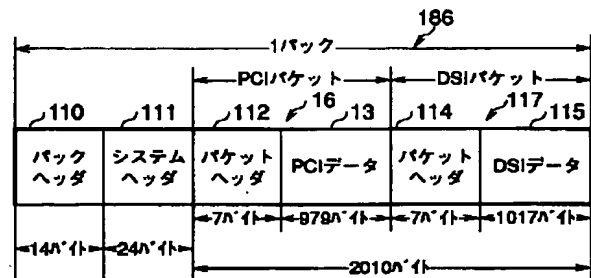 186
1パック
PCIパケット DSIパケット
110 111 112 16 13 114 117 115
パック
ヘッダ
システム
ヘッダ
パケット
ヘッダ
PCIデータ
パケット
ヘッダ
DSIデータ
7バイト 979バイト 7バイト 1017バイト
14バイト 24バイト
2010バイト